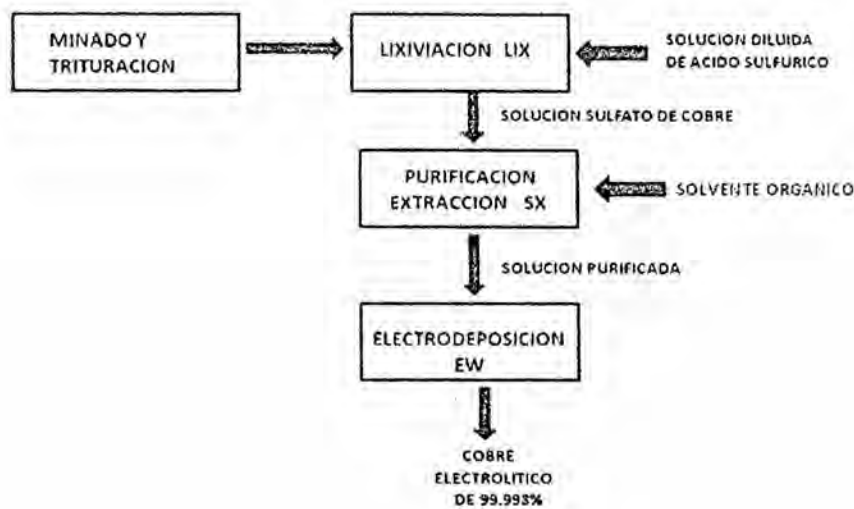 MINADO Y
TRITURACION
LIXIVIACION LIX
SOLUCION DILUIDA
DE ACIDO SULFURICO
SOLUCION SULFATO DE COBRE
PURIFICACION
EXTRACCION SX
SOLVENTE ORGANICO
SOLUCION PURIFICADA
ELECTRODEPOSICION
EW
COBRE
ELECTROLITICO
DE 99.993%